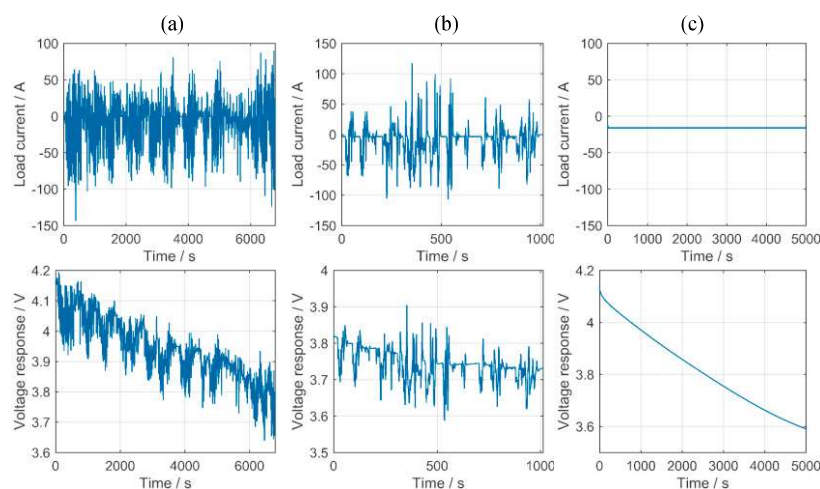 (a) (b) (c)
100 150 100
50 100 50
0 50 0
-50 0 -50
-100 -50 -100
-150 -100 -150
-150
Load current / A Load current / A Load current / A
0 2000 4000 6000 0 500 1000 0 1000 2000 3000 4000 5000
Time / s Time / s Time / s
4.2 4 4.2
4.1 3.9 4
4 3.8 3.8
3.9 3.7 3.6
3.8 3.6 3.4
3.7 3.5
3.6
Voltage response / V Voltage response / V Voltage response / V
0 2000 4000 6000 0 500 1000 0 1000 2000 3000 4000 5000
Time / s Time / s Time / s